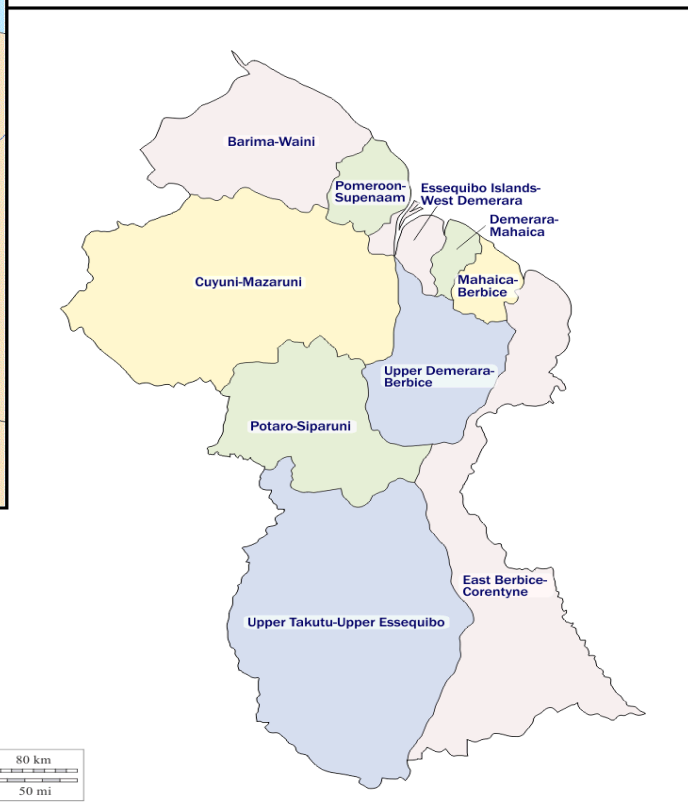 Barima-Waini
Pomeroon-
Supenaam
Essequibo Islands-
West Demerara
Demerara-
Mahaica
Cuyuni-Mazaruni
Mahaica-
Berbice
Upper Demerara-
Berbice
Potaro-Siparuni
East Berbice-
Corentyne
Upper Takutu-Upper Essequibo
80 km
50 mi